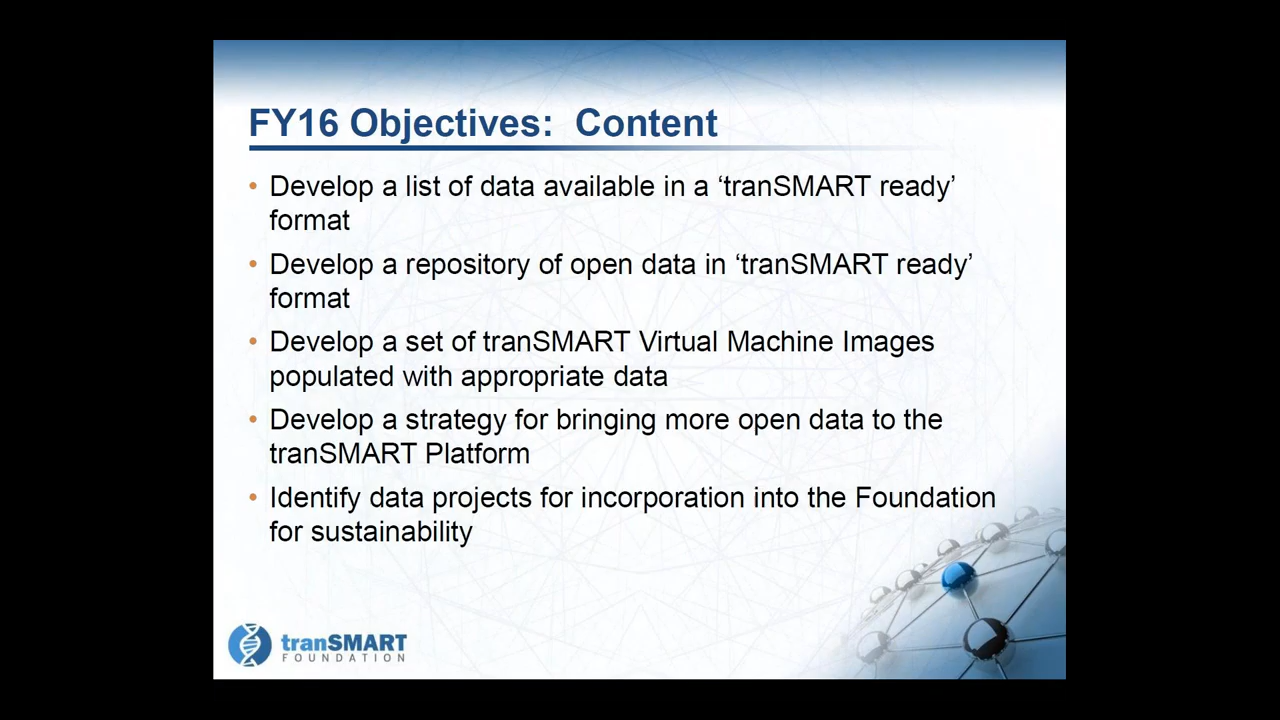 FY16 Objectives:  Content
• Develop a list of data available in a ‘tranSMART ready’
format
• Develop a repository of open data in ‘tranSMART ready’
format
• Develop a set of tranSMART Virtual Machine Images
populated with appropriate data
• Develop a strategy for bringing more open data to the
tranSMART Platform
• Identify data projects for incorporation into the Foundation
for sustainability
tranSMART
FOUNDATION